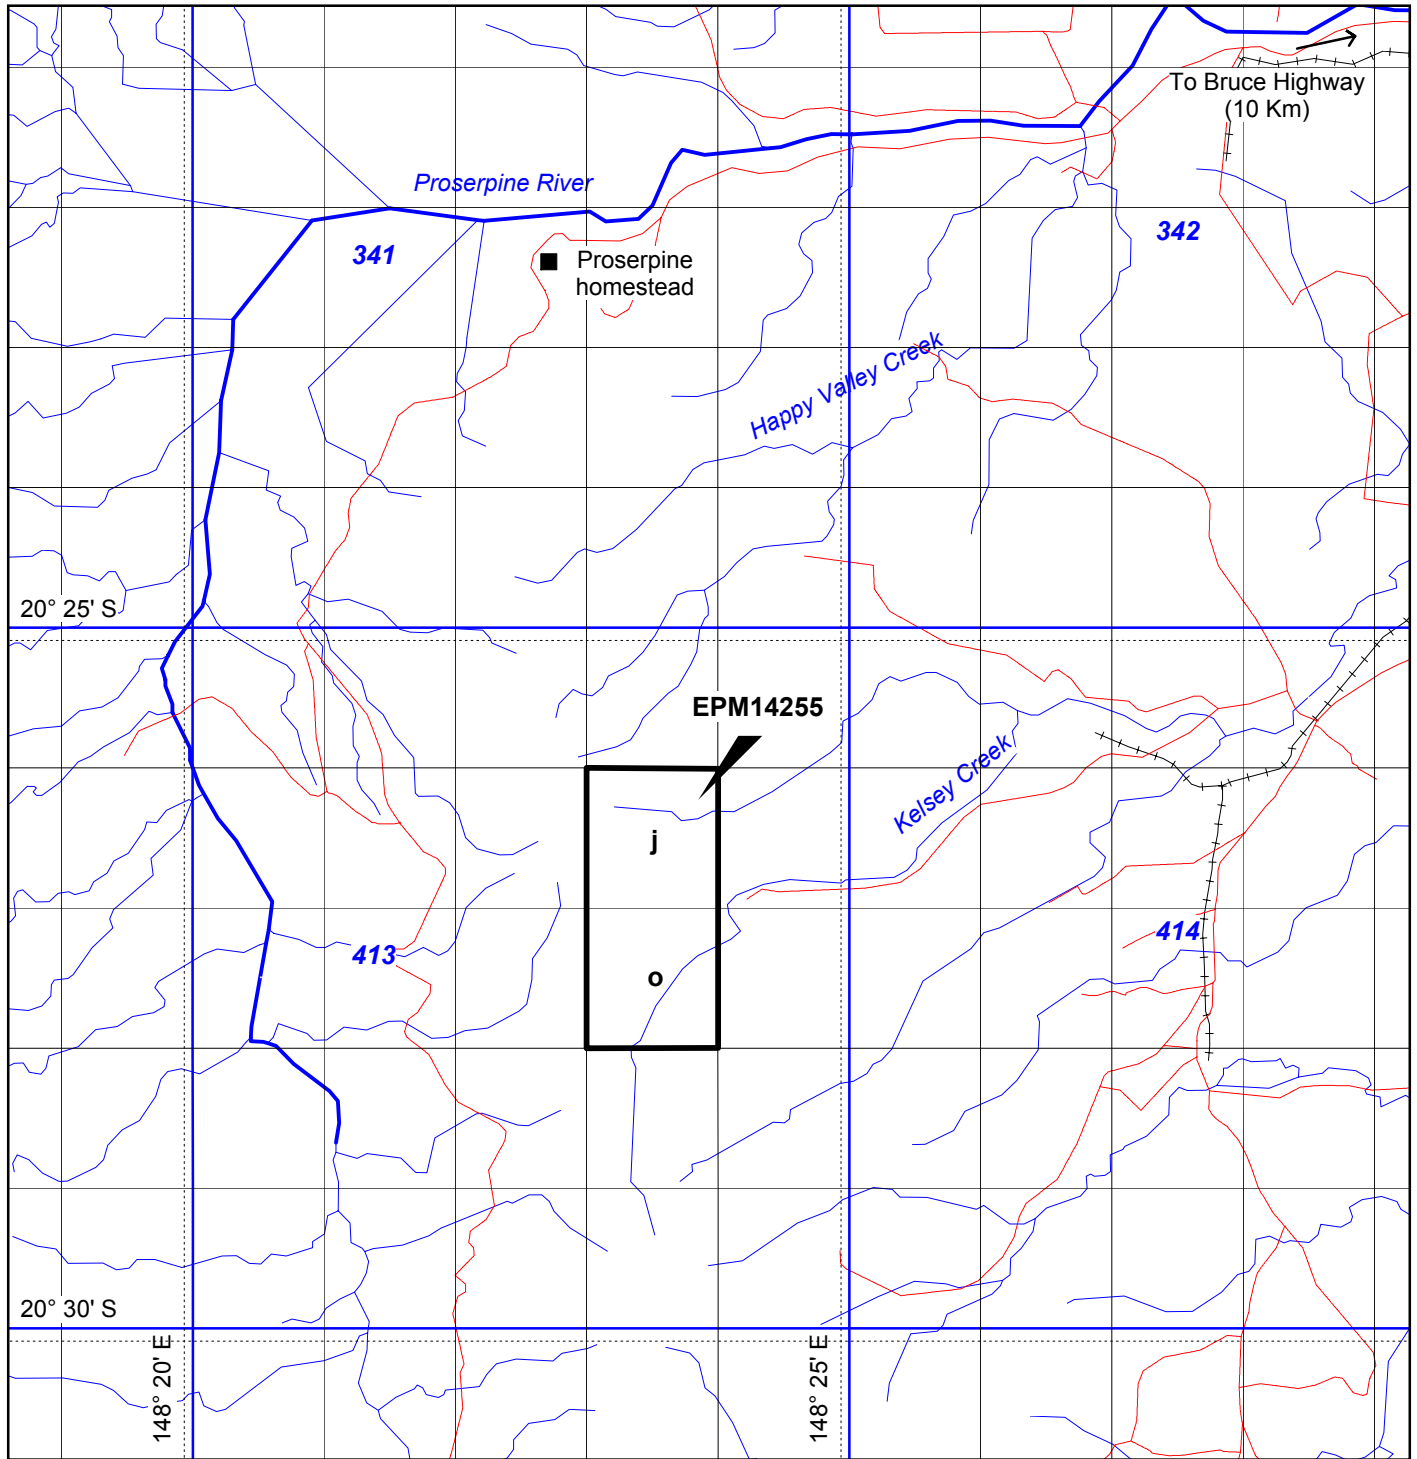 To Bruce Highway
(10 Km)
Proserpine River
342
341
Proserpine
homestead
Happy Valley Creek
20° 25' S
EPM14255
Kelsey Creek
j
414
413
o
20° 30' S
148° 20' E
148° 25' E